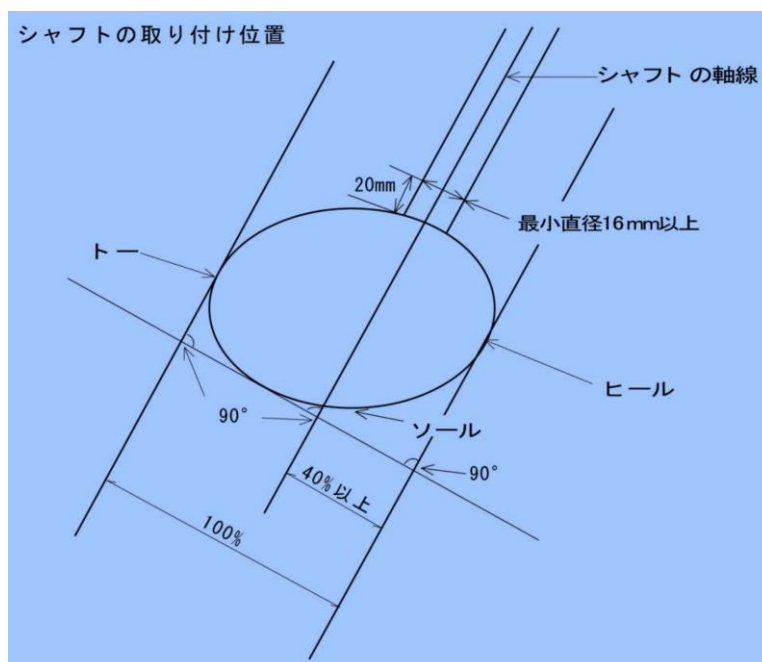 シャフトの取り付け位置
シャフトの軸線
20mm
最小直径16mm以上
トー
ヒール
90°
ソール
90°
40%以上
100%